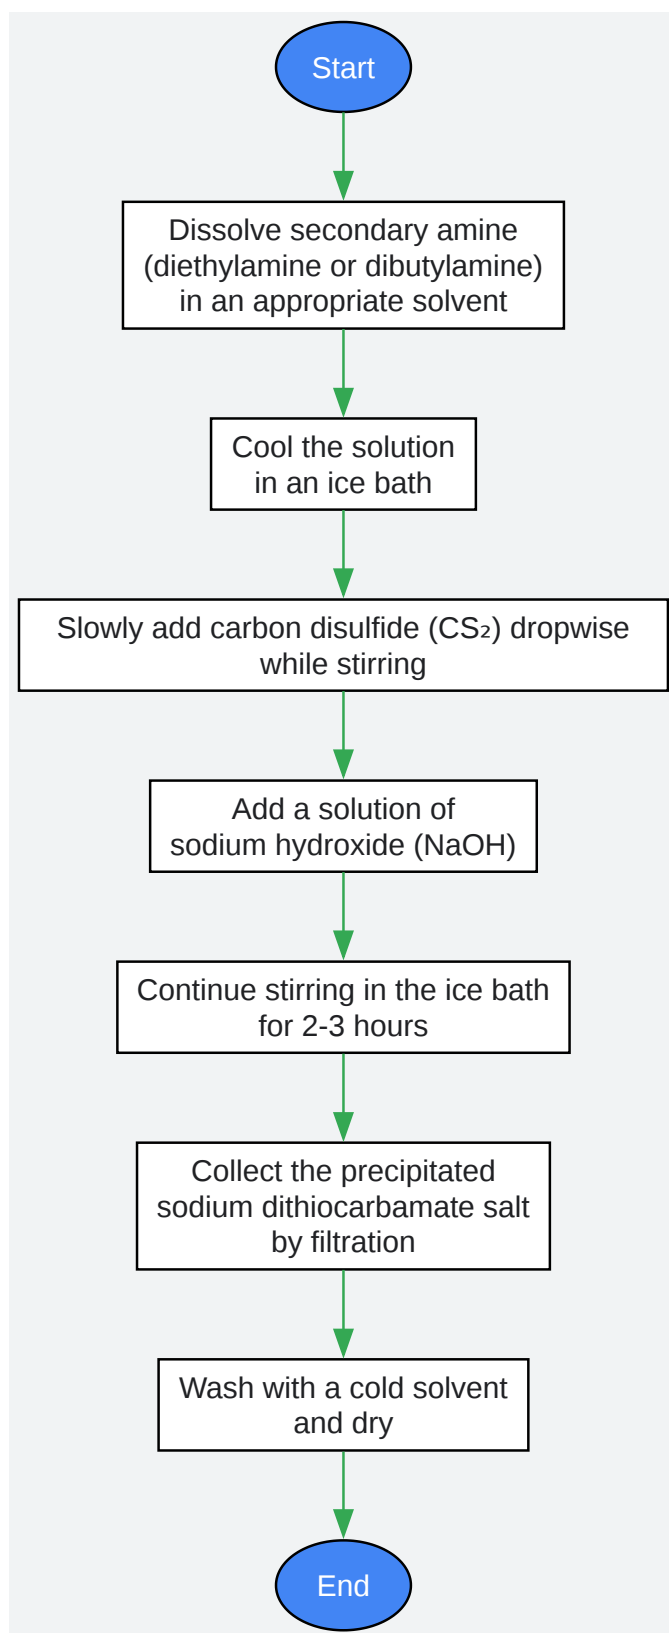 Start
Dissolve secondary amine
(diethylamine or dibutylamine)
in an appropriate solvent
Cool the solution
in an ice bath
Slowly add carbon disulfide (CS₂) dropwise
while stirring
Add a solution of
sodium hydroxide (NaOH)
Continue stirring in the ice bath
for 2-3 hours
Collect the precipitated
sodium dithiocarbamate salt
by filtration
Wash with a cold solvent
and dry
End